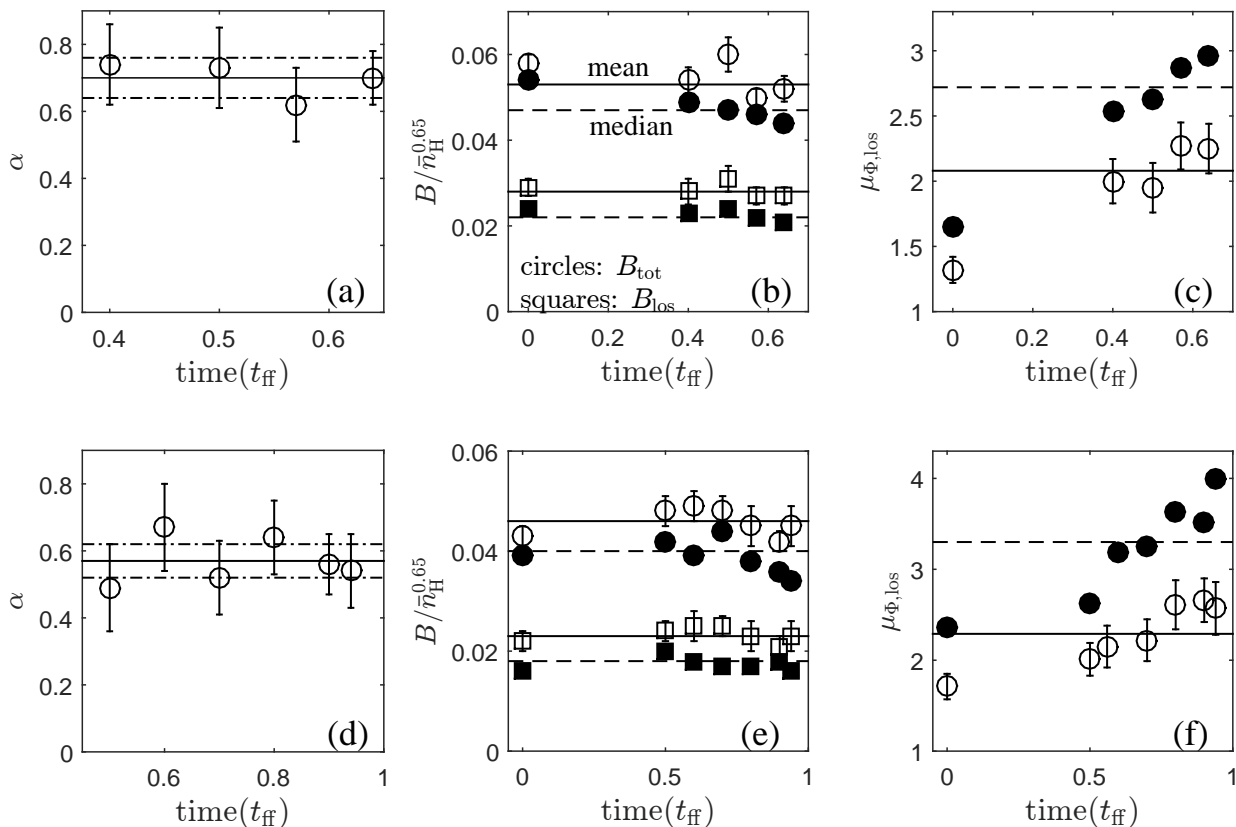 0.8
0.6
0.4
0.2
0
α
0.4
0.5
0.6
time(t_ff)
(a)
0.06
0.04
0.02
0
B/n̄_H^0.65
mean
median
circles: B_tot
squares: B_los
(b)
0
0.2
0.4
0.6
time(t_ff)
3
2.5
2
1.5
1
μ_Φ,los
(c)
0
0.2
0.4
0.6
time(t_ff)
0.8
0.6
0.4
0.2
0
α
(d)
0.6
0.8
1
time(t_ff)
0.06
0.04
0.02
0
B/n̄_H^0.65
(e)
0
0.5
1
time(t_ff)
4
3
2
1
μ_Φ,los
(f)
0
0.5
1
time(t_ff)